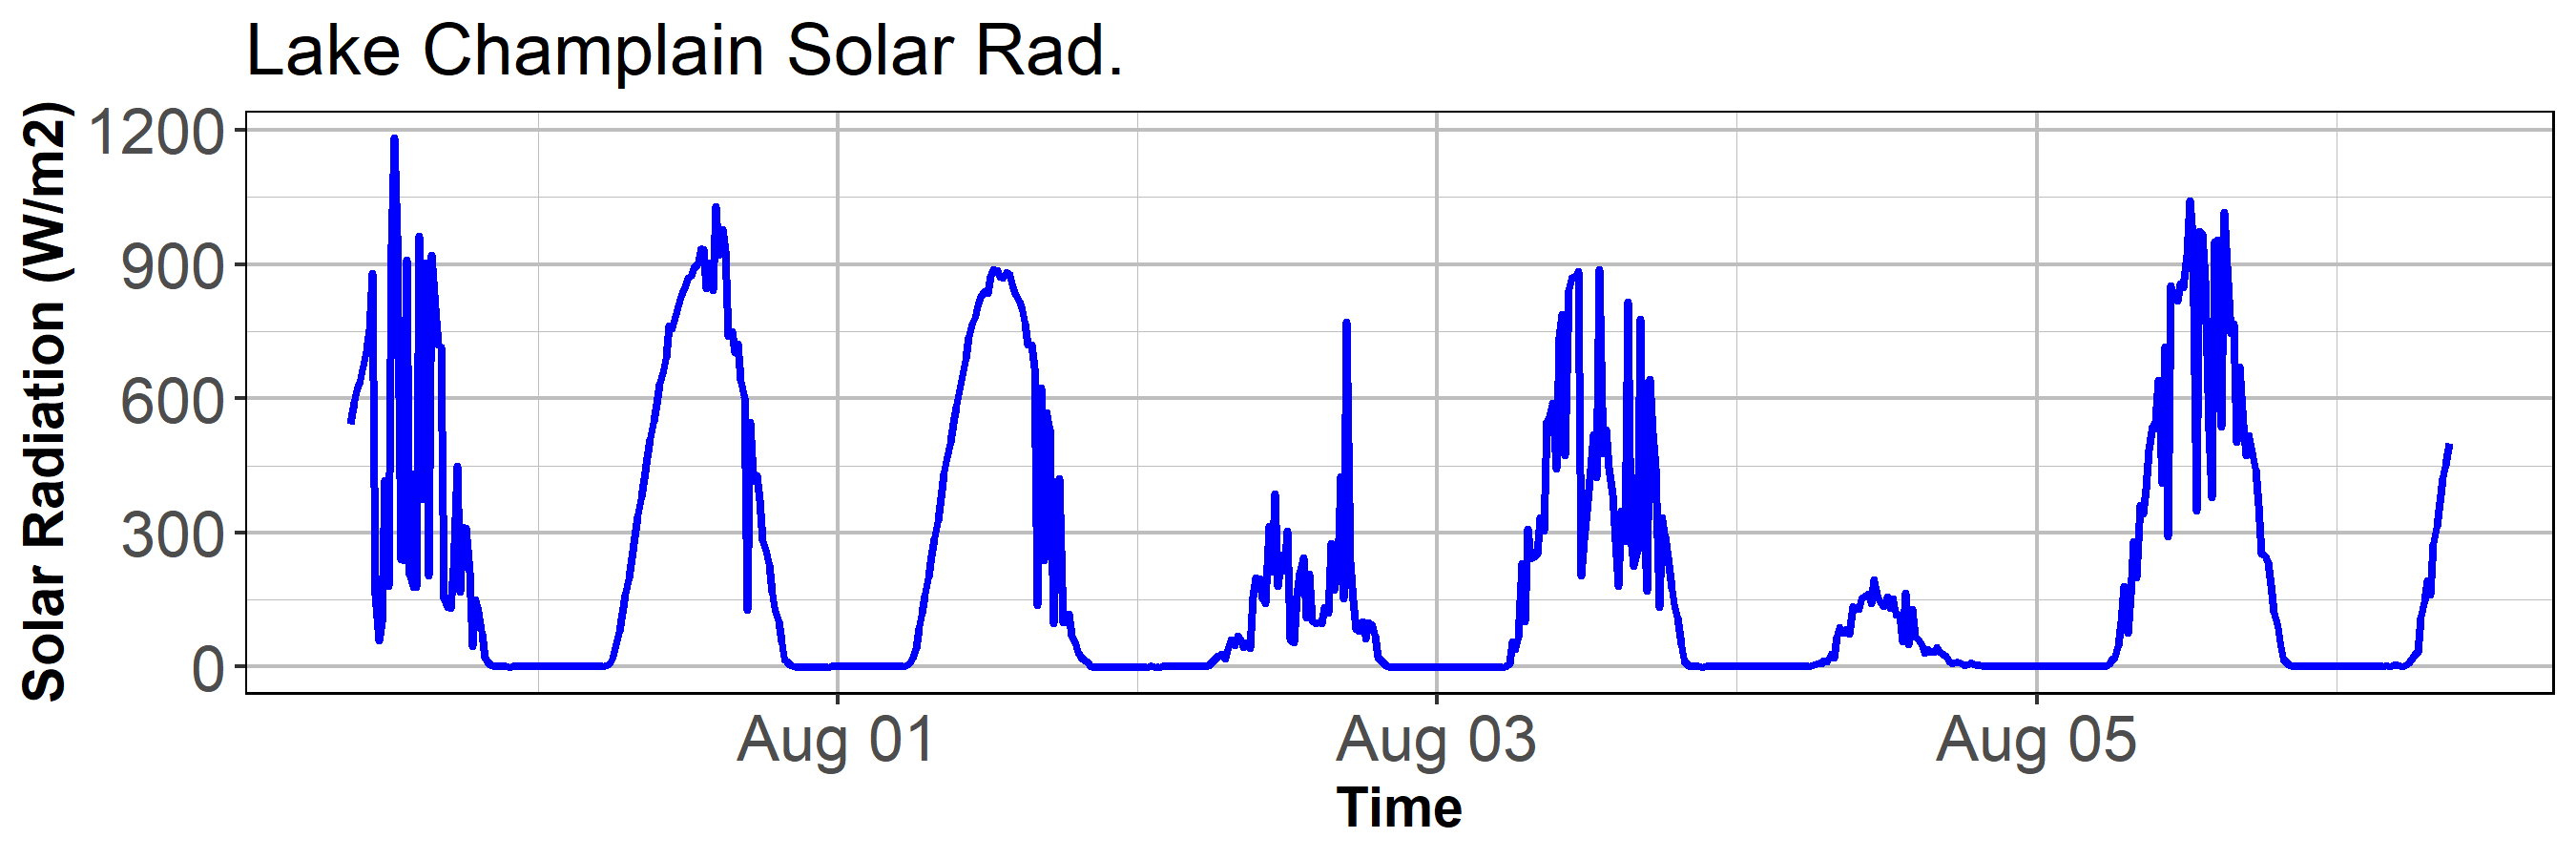 Lake Champlain Solar Rad.
Solar Radiation (W/m2)
1200
900
600
300
0
Aug 01 Aug 03 Aug 05
Time